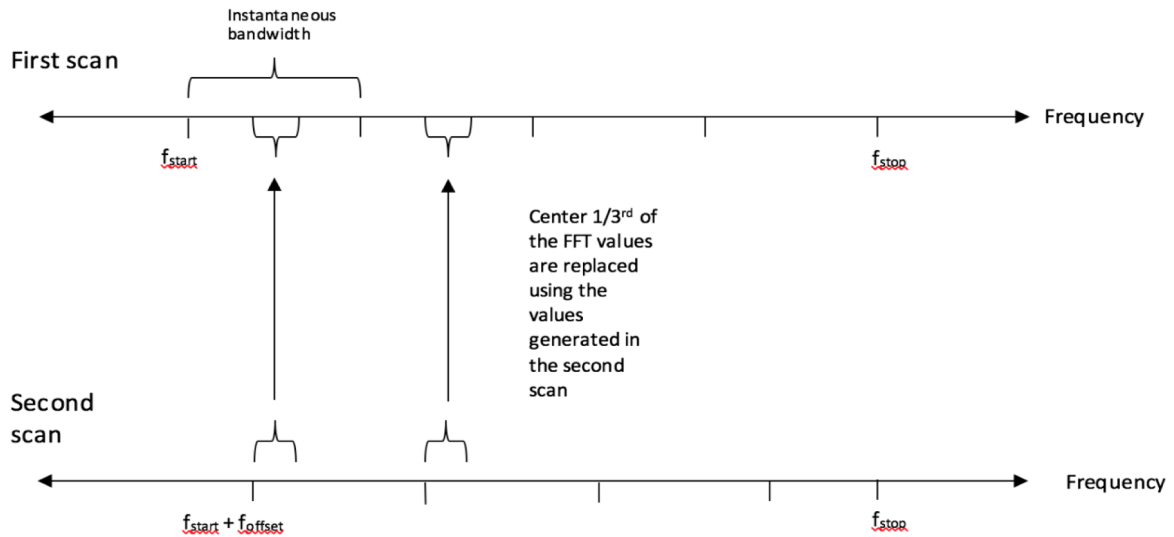 Instantaneous
bandwidth
First scan
Frequency
fstart
fstop
Center 1/3rd of
the FFT values
are replaced
using the
values
generated in
the second
scan
Second
scan
Frequency
fstart + foffset
fstop